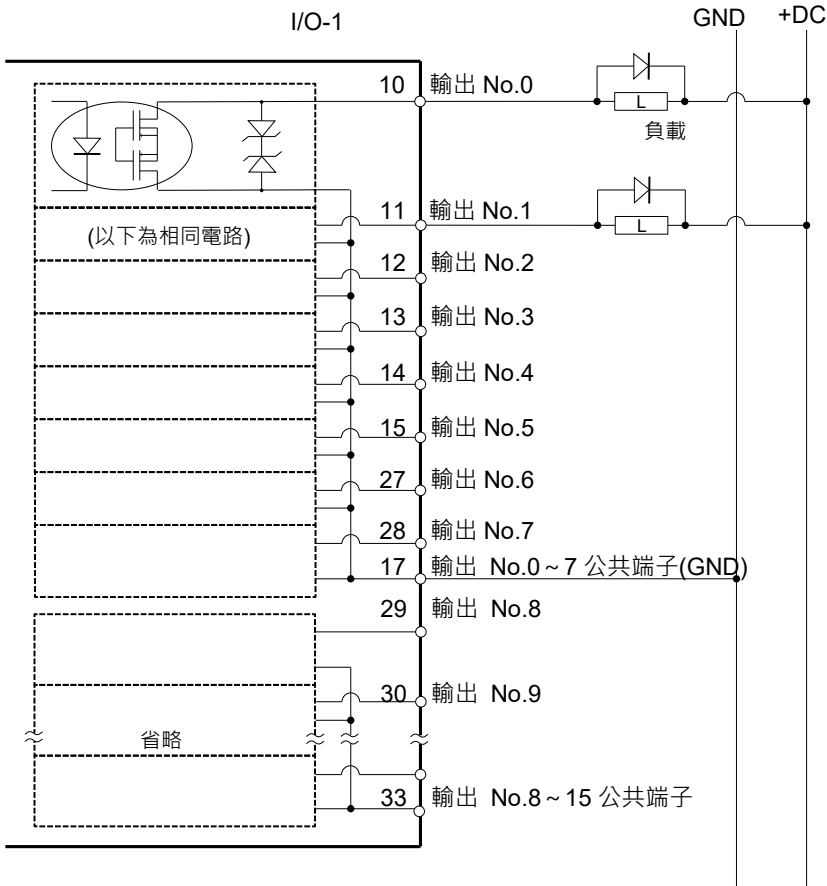 I/O-1
GND
+DC
10 輸出 No.0
L
負載
11 輸出 No.1
L
(以下為相同電路)
12 輸出 No.2
13 輸出 No.3
14 輸出 No.4
15 輸出 No.5
27 輸出 No.6
28 輸出 No.7
17 輸出 No.0~7 公共端子(GND)
29 輸出 No.8
30 輸出 No.9
省略
33 輸出 No.8~15 公共端子